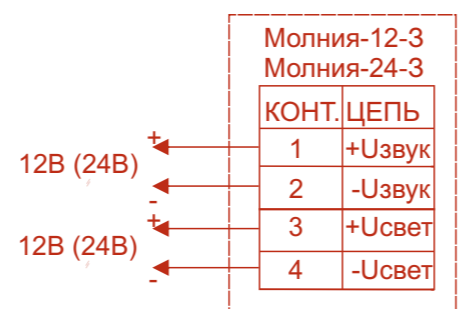 Молния-12-3
Молния-24-3
КОНТ. ЦЕПЬ
+
12В (24В)
1 +Uзвук
2 -Uзвук
-
+
12В (24В)
3 +Uсвет
4 -Uсвет
-